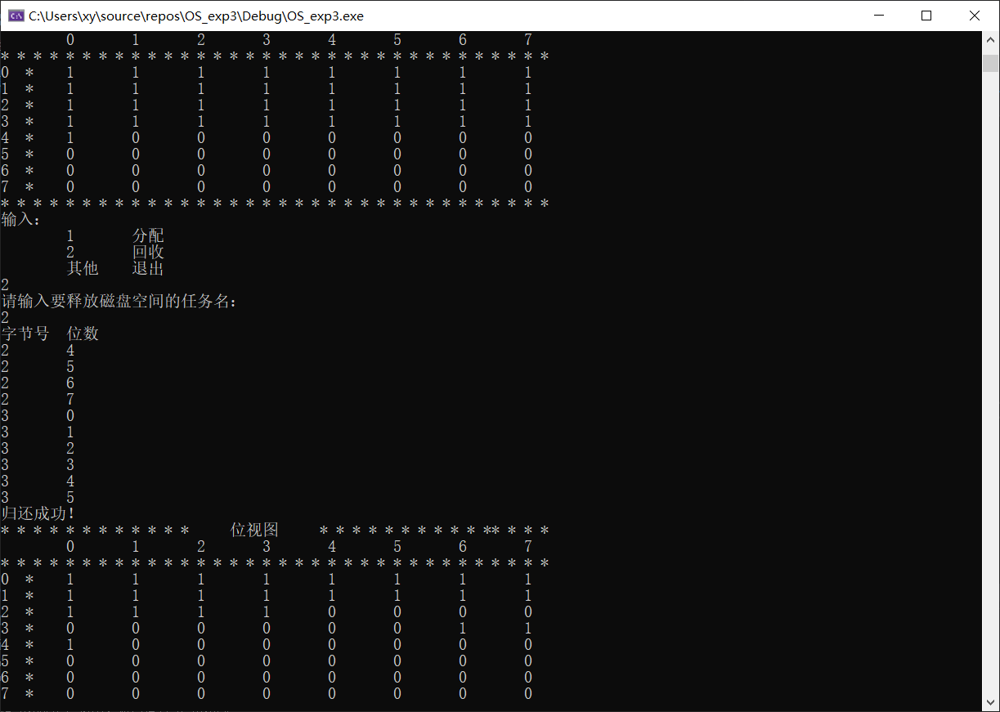 C:\Users\xy\source\repos\OS_exp3\Debug\OS_exp3.exe
0 1 2 3 4 5 6 7
* * * * * * * * * * * * * * * * * * * * * * * * * * * * * * * * * *
0 * 1 1 1 1 1 1 1 1
1 * 1 1 1 1 1 1 1 1
2 * 1 1 1 1 1 1 1 1
3 * 1 1 1 1 1 1 1 1
4 * 1 0 0 0 0 0 0 0
5 * 0 0 0 0 0 0 0 0
6 * 0 0 0 0 0 0 0 0
7 * 0 0 0 0 0 0 0 0
* * * * * * * * * * * * * * * * * * * * * * * * * * * * * * * * * *
输入:
1 分配
2 回收
其他 退出
2
请输入要释放磁盘空间的任务名:
2
字节号 位数
2 4
2 5
2 6
2 7
3 0
3 1
3 2
3 3
3 4
3 5
归还成功!
* * * * * * * * * * * * 位视图 * * * * * * * * * * ** * * * *
0 1 2 3 4 5 6 7
* * * * * * * * * * * * * * * * * * * * * * * * * * * * * * * * * *
0 * 1 1 1 1 1 1 1 1
1 * 1 1 1 1 1 1 1 1
2 * 1 1 1 1 0 0 0 0
3 * 0 0 0 0 0 0 1 1
4 * 1 0 0 0 0 0 0 0
5 * 0 0 0 0 0 0 0 0
6 * 0 0 0 0 0 0 0 0
7 * 0 0 0 0 0 0 0 0